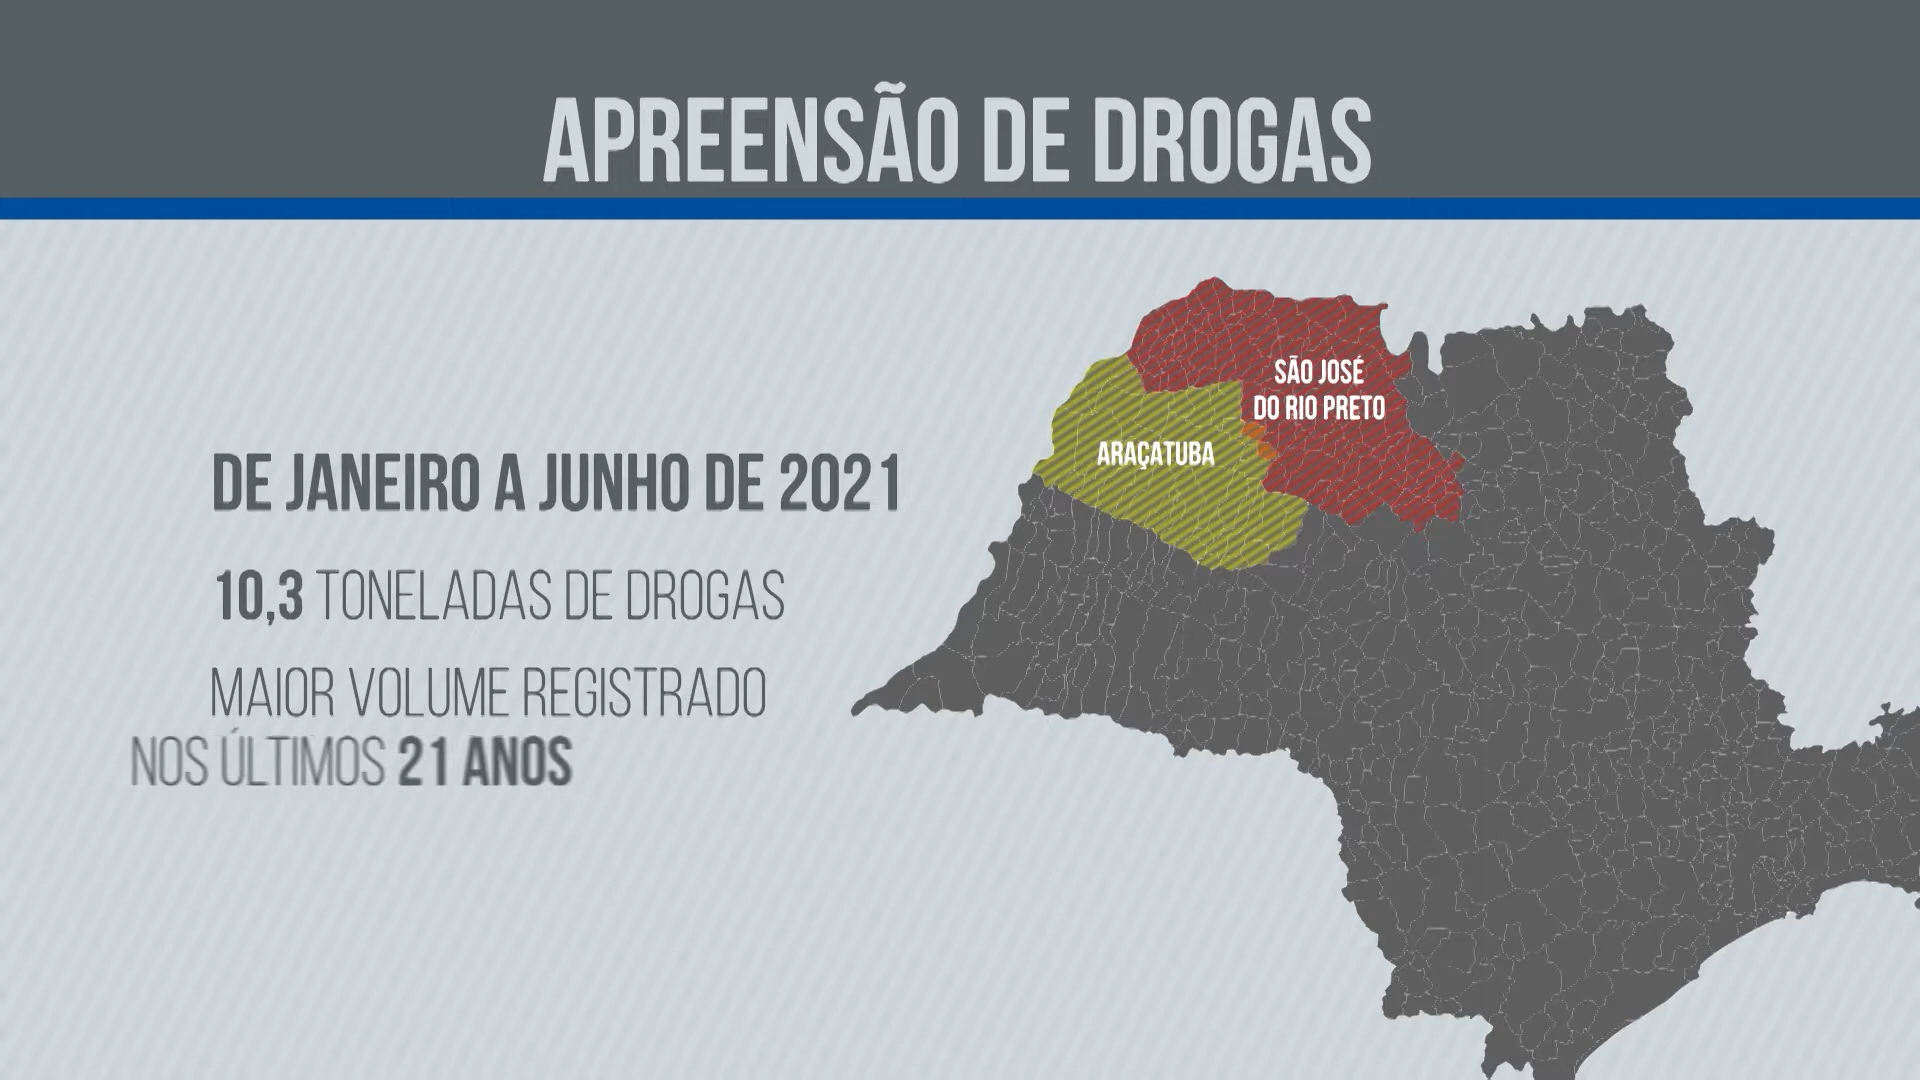 APREENSÃO DE DROGAS
SÃO JOSÉ
DO RIO PRETO
ARAÇATUBA
DE JANEIRO A JUNHO DE 2021
10,3 TONELADAS DE DROGAS
MAIOR VOLUME REGISTRADO
NOS ÚLTIMOS 21 ANOS